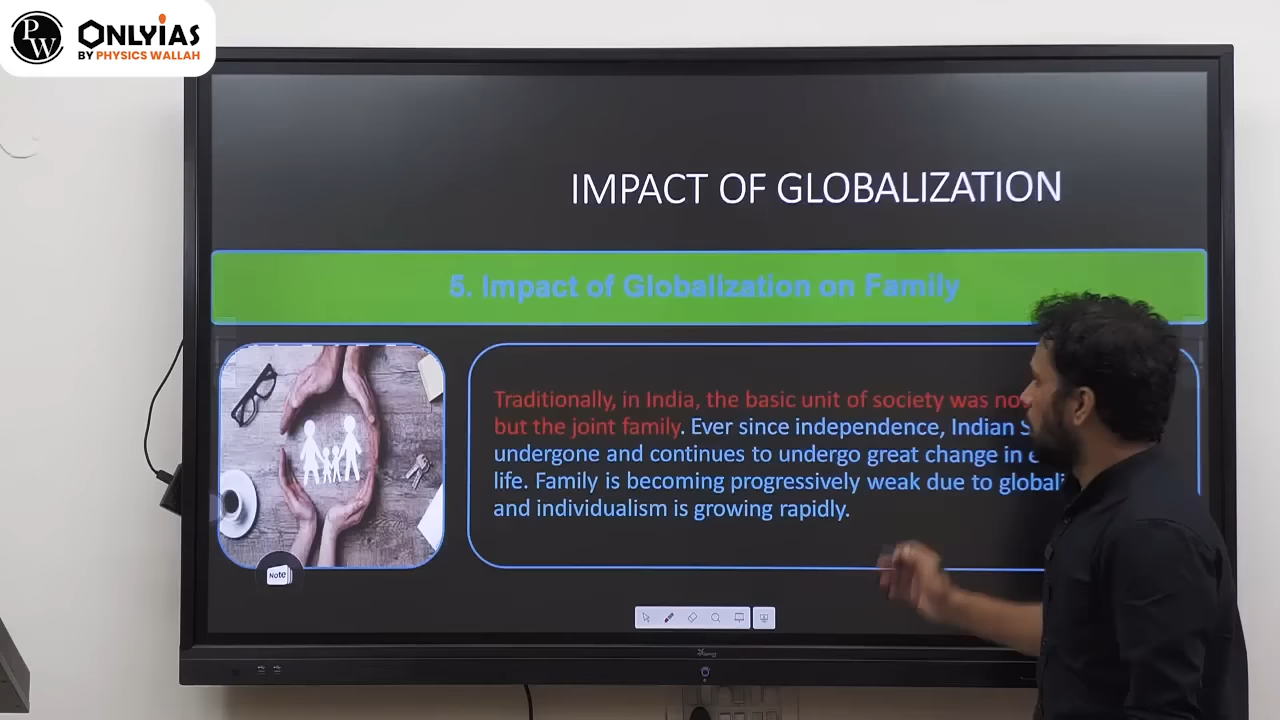 PW
ONLYIAS
BY PHYSICS WALLAH
IMPACT OF GLOBALIZATION
5. Impact of Globalization on Family
Traditionally, in India, the basic unit of society was
but the joint family. Ever since independence, Indian
undergone and continues to undergo great change in
life. Family is becoming progressively weak due to
and individualism is growing rapidly.
Note